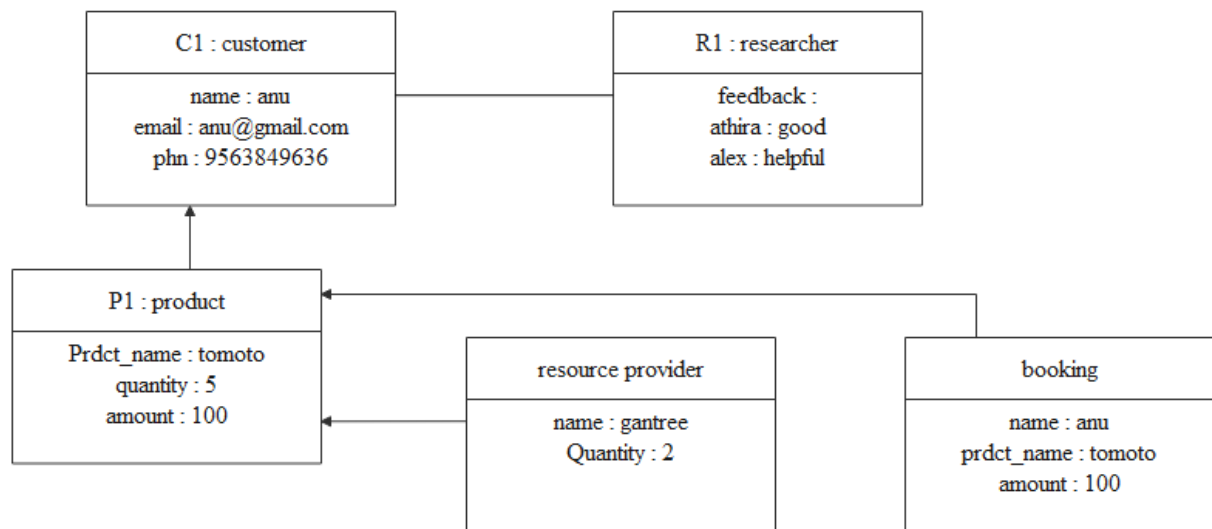 C1 : customer
name : anu
email : anu@gmail.com
phn : 9563849636
R1 : researcher
feedback :
athira : good
alex : helpful
P1 : product
Prdct_name : tomoto
quantity : 5
amount : 100
resource provider
name : gantree
Quantity : 2
booking
name : anu
prdct_name : tomoto
amount : 100